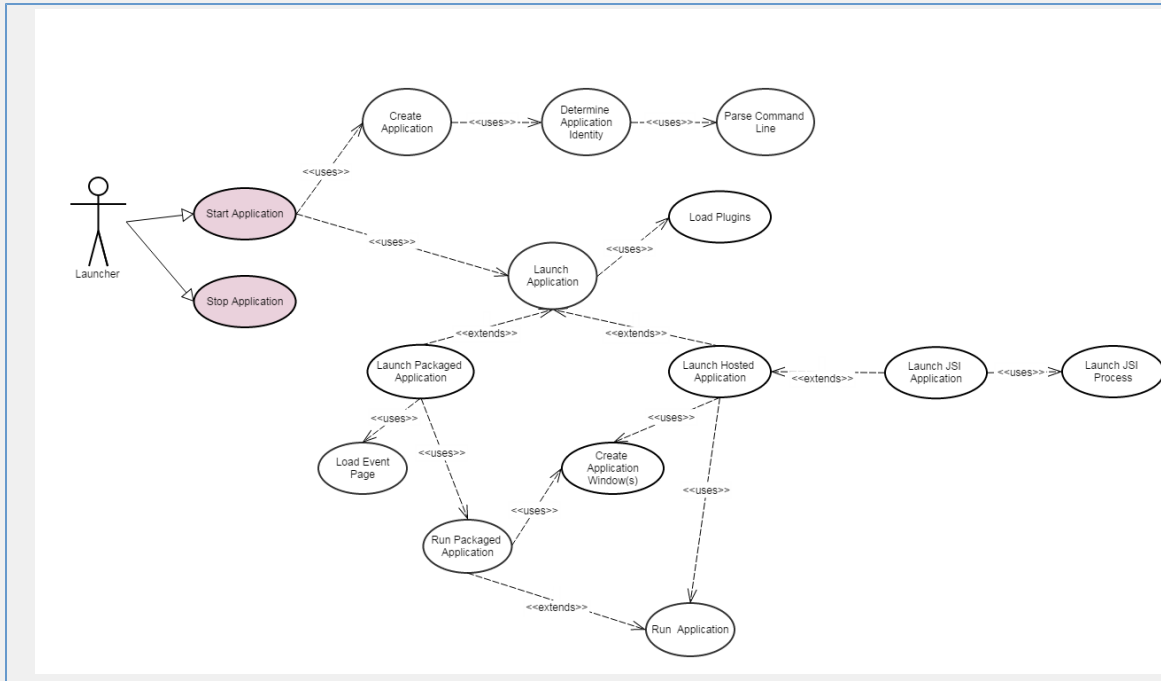 Create
Application
<<uses>>
Determine
Application
Identity
<<uses>>
Parse Command
Line
<<uses>>
Start Application
Load Plugins
<<uses>>
<<uses>>
Launcher
Launch
Application
Stop Application
<<extends>>
<<extends>>
Launch Packaged
Application
Launch Hosted
Application
<<extends>>
Launch JSI
Application
<<uses>>
Launch JSI
Process
<<uses>>
<<uses>>
<<uses>>
Load Event
Page
Create
Application
Window(s)
<<uses>>
<<uses>>
Run Packaged
Application
<<extends>>
Run Application